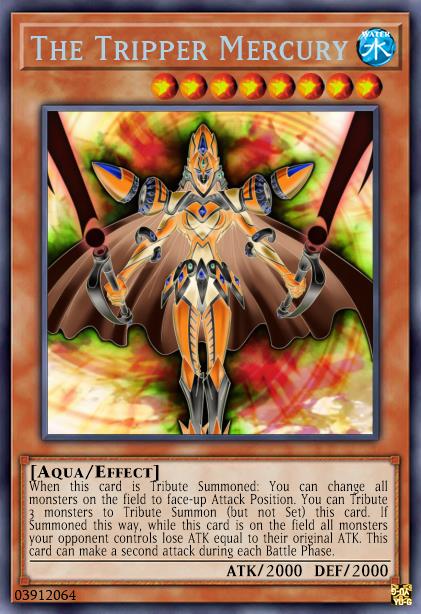 THE TRIPPER MERCURY
WATER
水
[AQUA/EFFECT]
When this card is Tribute Summoned: You can change all
monsters on the field to face-up Attack Position. You can Tribute
3 monsters to Tribute Summon (but not Set) this card. If
Summoned this way, while this card is on the field all monsters
your opponent controls lose ATK equal to their original ATK. This
card can make a second attack during each Battle Phase.
ATK/2000 DEF/2000
03912064